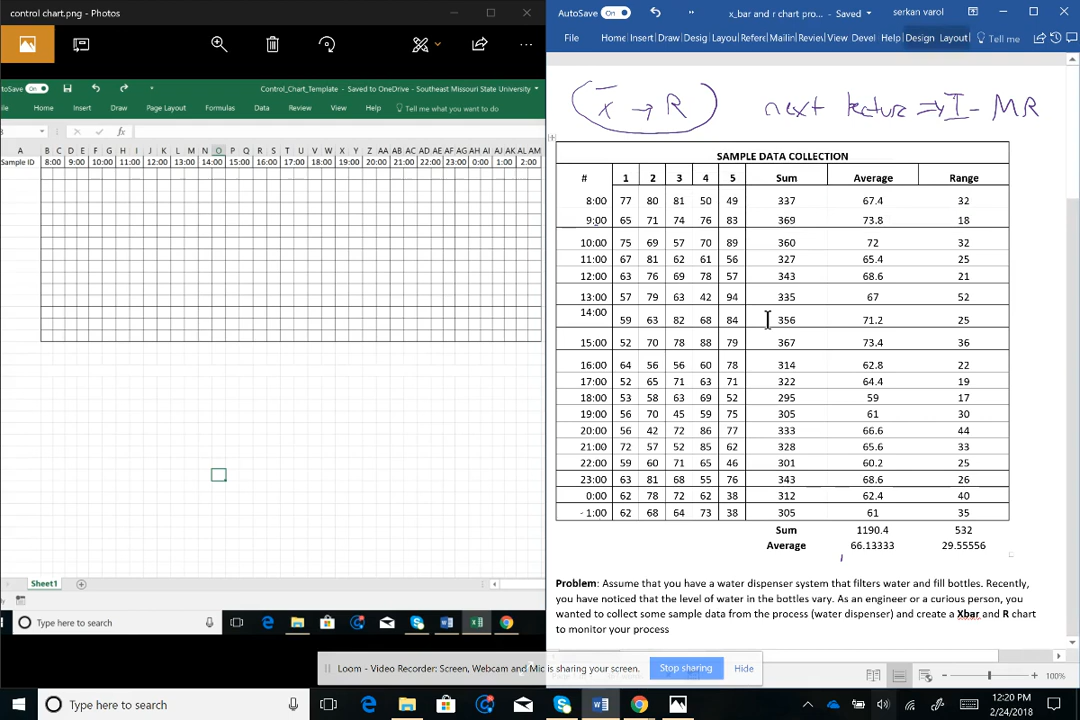 control chart.png - Photos
AutoSave On x_bar and r chart pro... - Saved serkan varol
File Home Insert Draw Desig Layou Refere Mailin Review View Devel Help Design Layout Tell me
toSave On Control_Chart_Template - Saved to OneDrive - Southeast Missouri State University
le Home Insert Draw Page Layout Formulas Data Review View Help Tell me what you want to do
fx
A B C D E F G H I J K L M N O P Q R S T U V W X Y Z AA AB AC AD AE AF AG AH AI AJ AK AL AM
Sample ID 8:00 9:00 10:00 11:00 12:00 13:00 14:00 15:00 16:00 17:00 18:00 19:00 20:00 21:00 22:00 23:00 0:00 1:00 2:00
Sheet1
Type here to search
x̄ → R next lecture ⇒ I - MR
SAMPLE DATA COLLECTION
# 1 2 3 4 5 Sum Average Range
8:00 77 80 81 50 49 337 67.4 32
9:00 65 71 74 76 83 369 73.8 18
10:00 75 69 57 70 89 360 72 32
11:00 67 81 62 61 56 327 65.4 25
12:00 63 76 69 78 57 343 68.6 21
13:00 57 79 63 42 94 335 67 52
14:00 59 63 82 68 84 356 71.2 25
15:00 52 70 78 88 79 367 73.4 36
16:00 64 56 56 60 78 314 62.8 22
17:00 52 65 71 63 71 322 64.4 19
18:00 53 58 63 69 52 295 59 17
19:00 56 70 45 59 75 305 61 30
20:00 56 42 72 86 77 333 66.6 44
21:00 72 57 52 85 62 328 65.6 33
22:00 59 60 71 65 46 301 60.2 25
23:00 63 81 68 55 76 343 68.6 26
0:00 62 78 72 62 38 312 62.4 40
- 1:00 62 68 64 73 38 305 61 35
Sum 1190.4 532
Average 66.13333 29.55556
Problem: Assume that you have a water dispenser system that filters water and fill bottles. Recently,
you have noticed that the level of water in the bottles vary. As an engineer or a curious person, you
wanted to collect some sample data from the process (water dispenser) and create a Xbar and R chart
to monitor your process
Loom - Video Recorder: Screen, Webcam and Mic is sharing your screen. Stop sharing Hide
100%
Type here to search
12:20 PM
2/24/2018